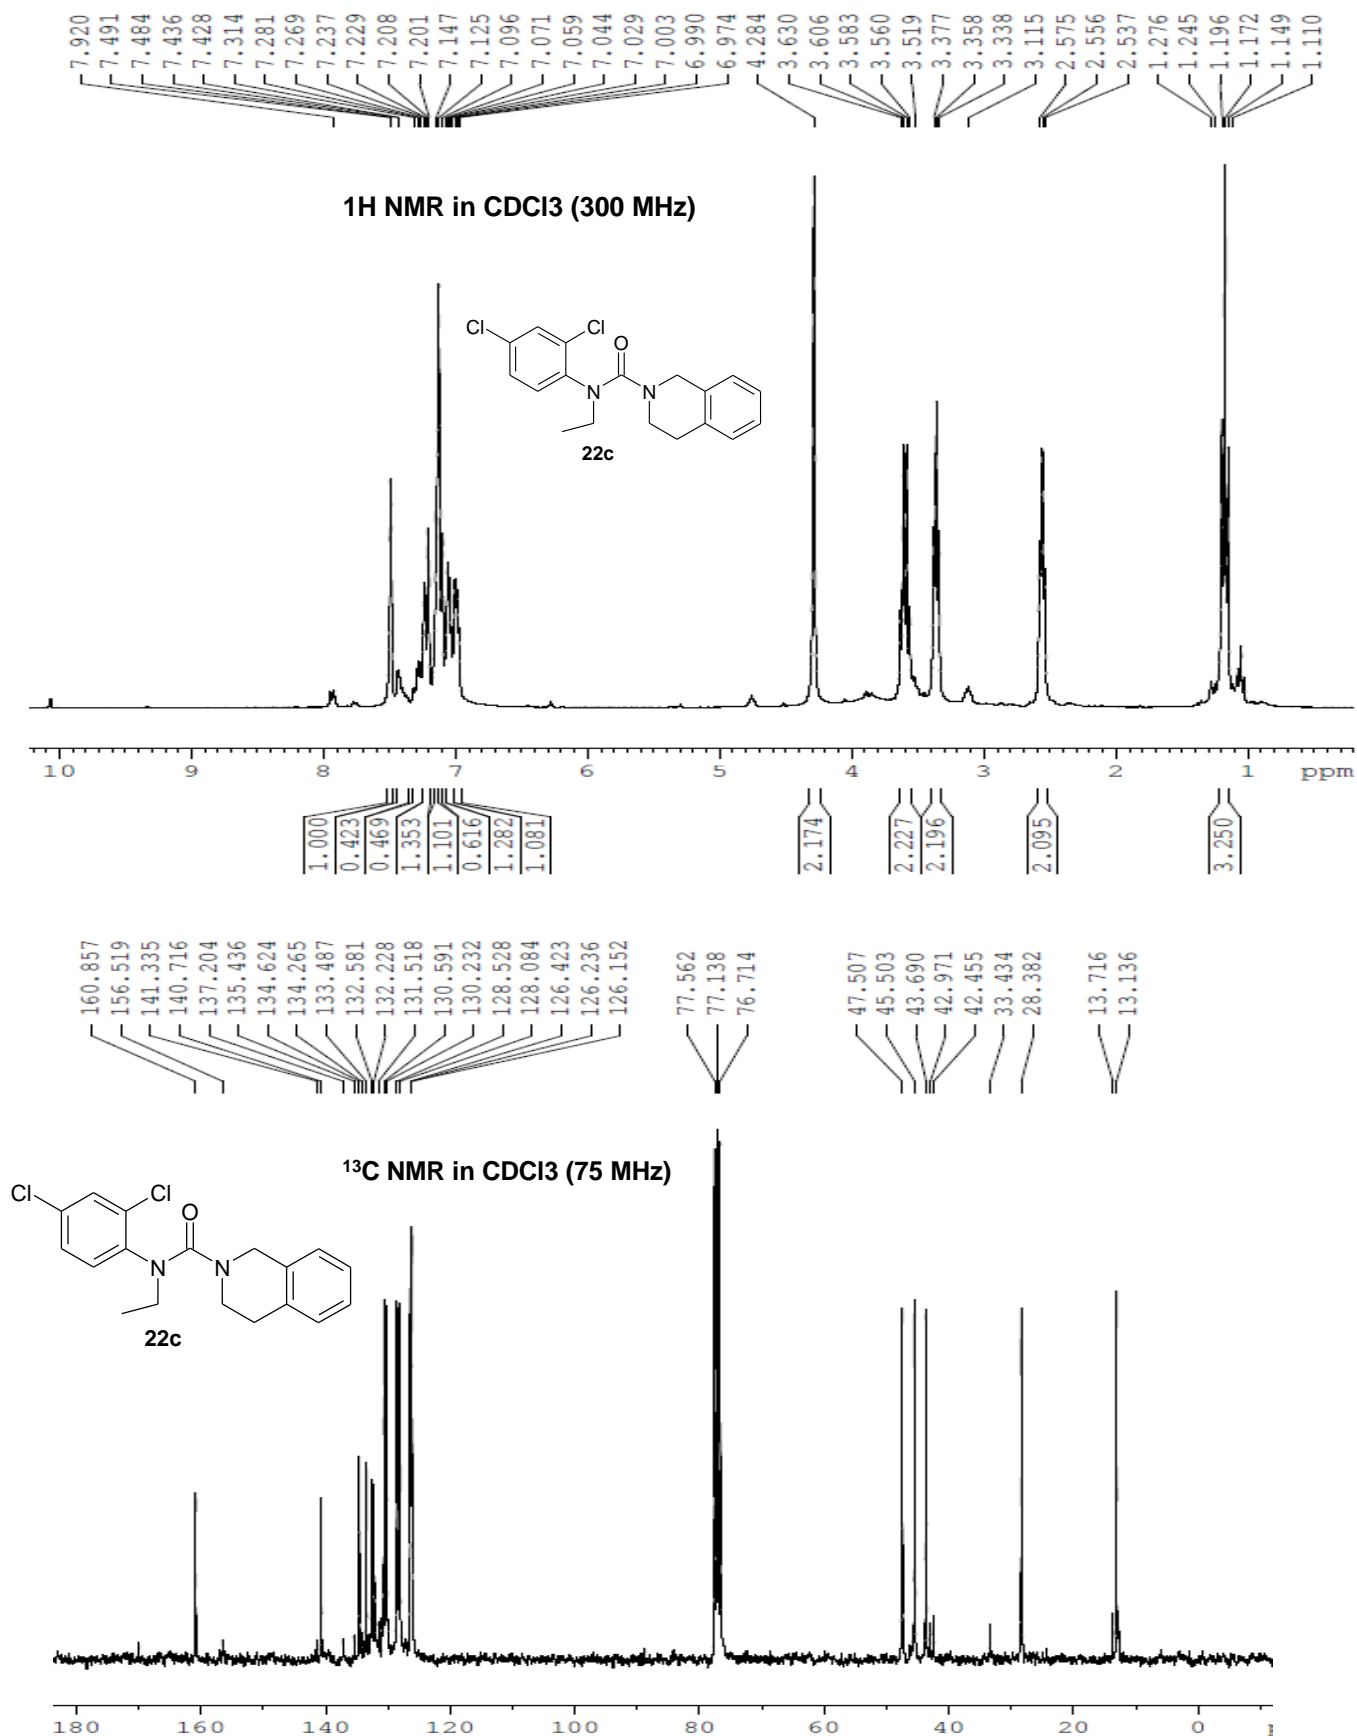 7.920 7.491 7.484 7.436 7.428 7.314 7.281 7.269 7.237 7.229 7.208 7.201 7.147 7.125 7.096 7.071 7.059 7.044 7.029 7.003 6.990 6.974 4.284 3.630 3.606 3.583 3.560 3.519 3.377 3.358 3.338 3.115 2.575 2.556 2.537 1.276 1.245 1.196 1.172 1.149 1.110
1H NMR in CDCl3 (300 MHz)
Cl Cl
O
N N
22c
10 9 8 7 6 5 4 3 2 1 ppm
1.000 0.423 0.469 1.353 1.101 0.616 1.282 1.081 2.174 2.227 2.196 2.095 3.250
160.857 156.519 141.335 140.716 137.204 135.436 134.624 134.265 133.487 132.581 132.228 131.518 130.591 130.232 128.528 128.084 126.423 126.236 126.152 77.562 77.138 76.714 47.507 45.503 43.690 42.971 42.455 33.434 28.382 13.716 13.136
¹³C NMR in CDCl3 (75 MHz)
Cl Cl
O
N N
22c
180 160 140 120 100 80 60 40 20 0